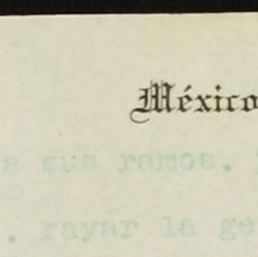 México
a sus ramos.
. rayar la ge